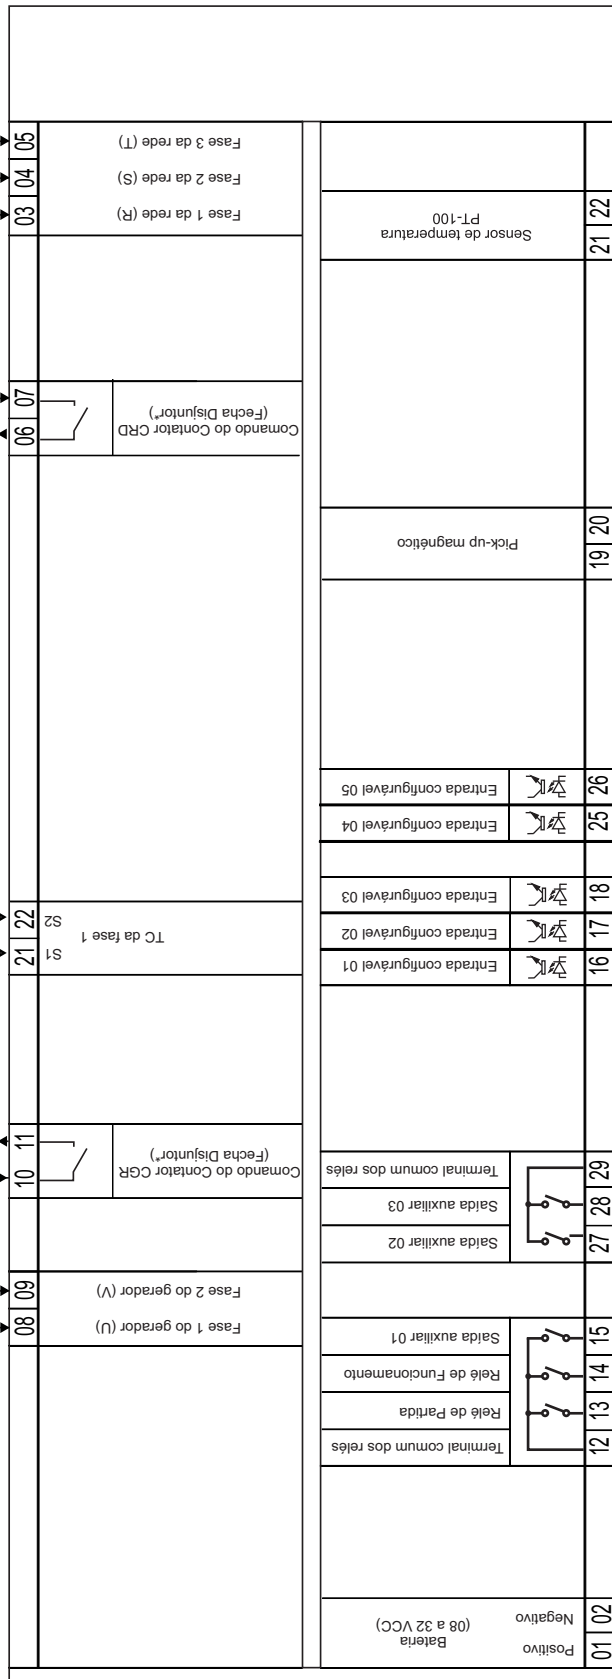 01
Positivo
02
Negativo
Bateria
(08 a 32 VCC)
12
Terminal comum dos relés
13
Relé de Partida
14
Relé de Funcionamento
15
Saída auxiliar 01
27
Saída auxiliar 02
28
Saída auxiliar 03
29
Terminal comum dos relés
16
Entrada configurável 01
17
Entrada configurável 02
18
Entrada configurável 03
25
Entrada configurável 04
26
Entrada configurável 05
19
20
Pick-up magnético
21
22
Sensor de temperatura
PT-100
Fase 1 do gerador (U)
08
Fase 2 do gerador (V)
09
Comando do Contator CGR
(Fecha Disjuntor*)
10
11
TC da fase 1
S1
21
S2
22
Comando do Contator CRD
(Fecha Disjuntor*)
06
07
Fase 1 da rede (R)
03
Fase 2 da rede (S)
04
Fase 3 da rede (T)
05